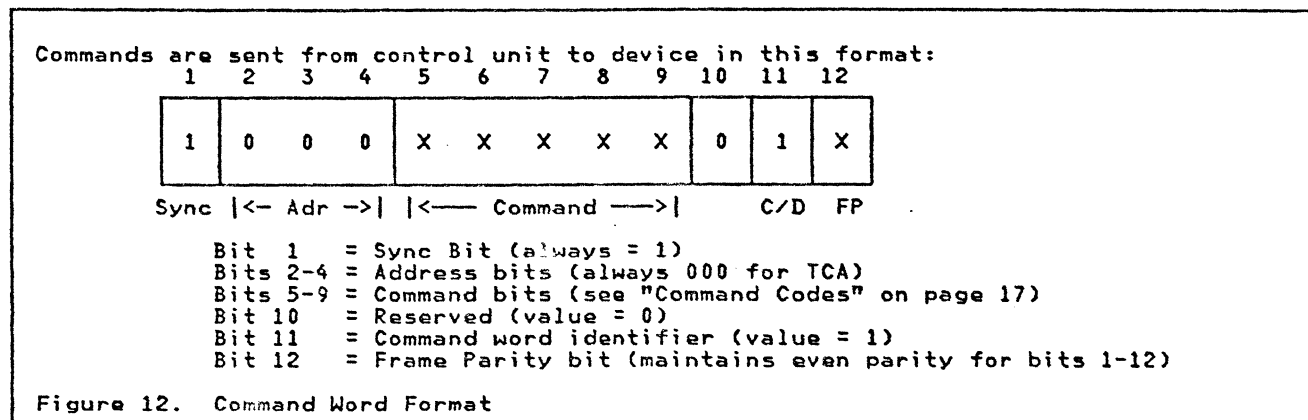 Commands are sent from control unit to device in this format:
1 2 3 4 5 6 7 8 9 10 11 12
1 0 0 0 X X X X X 0 1 X
Sync |<- Adr ->| |<—— Command ——>| C/D FP
Bit 1 = Sync Bit (always = 1)
Bits 2-4 = Address bits (always 000 for TCA)
Bits 5-9 = Command bits (see "Command Codes" on page 17)
Bit 10 = Reserved (value = 0)
Bit 11 = Command word identifier (value = 1)
Bit 12 = Frame Parity bit (maintains even parity for bits 1-12)
Figure 12. Command Word Format